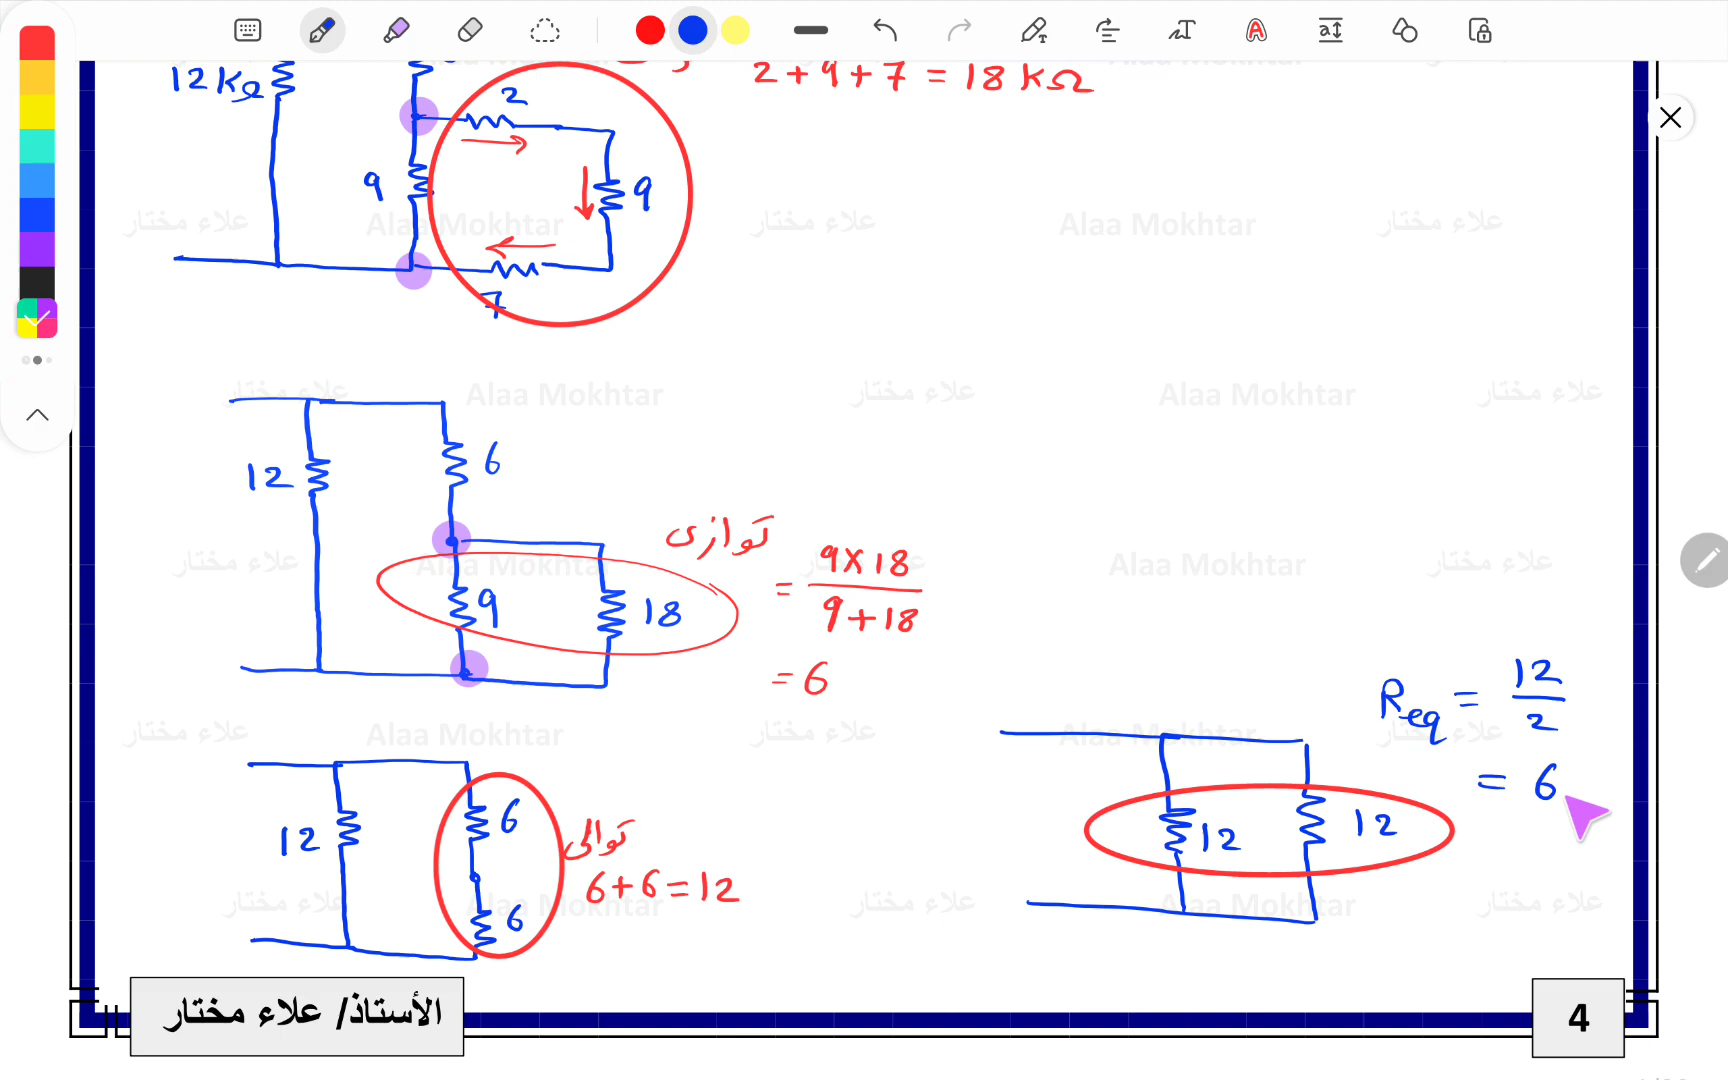 12 KΩ
2 + 9 + 7 = 18 KΩ
2
9
9
7
12
6
توازى
9
18
= 9×18 / 9+18
= 6
12
6
6
توالى
6+6=12
12
12
Req = 12 / 2
= 6
علاء مختار
Alaa Mokhtar
الأستاذ/ علاء مختار
4